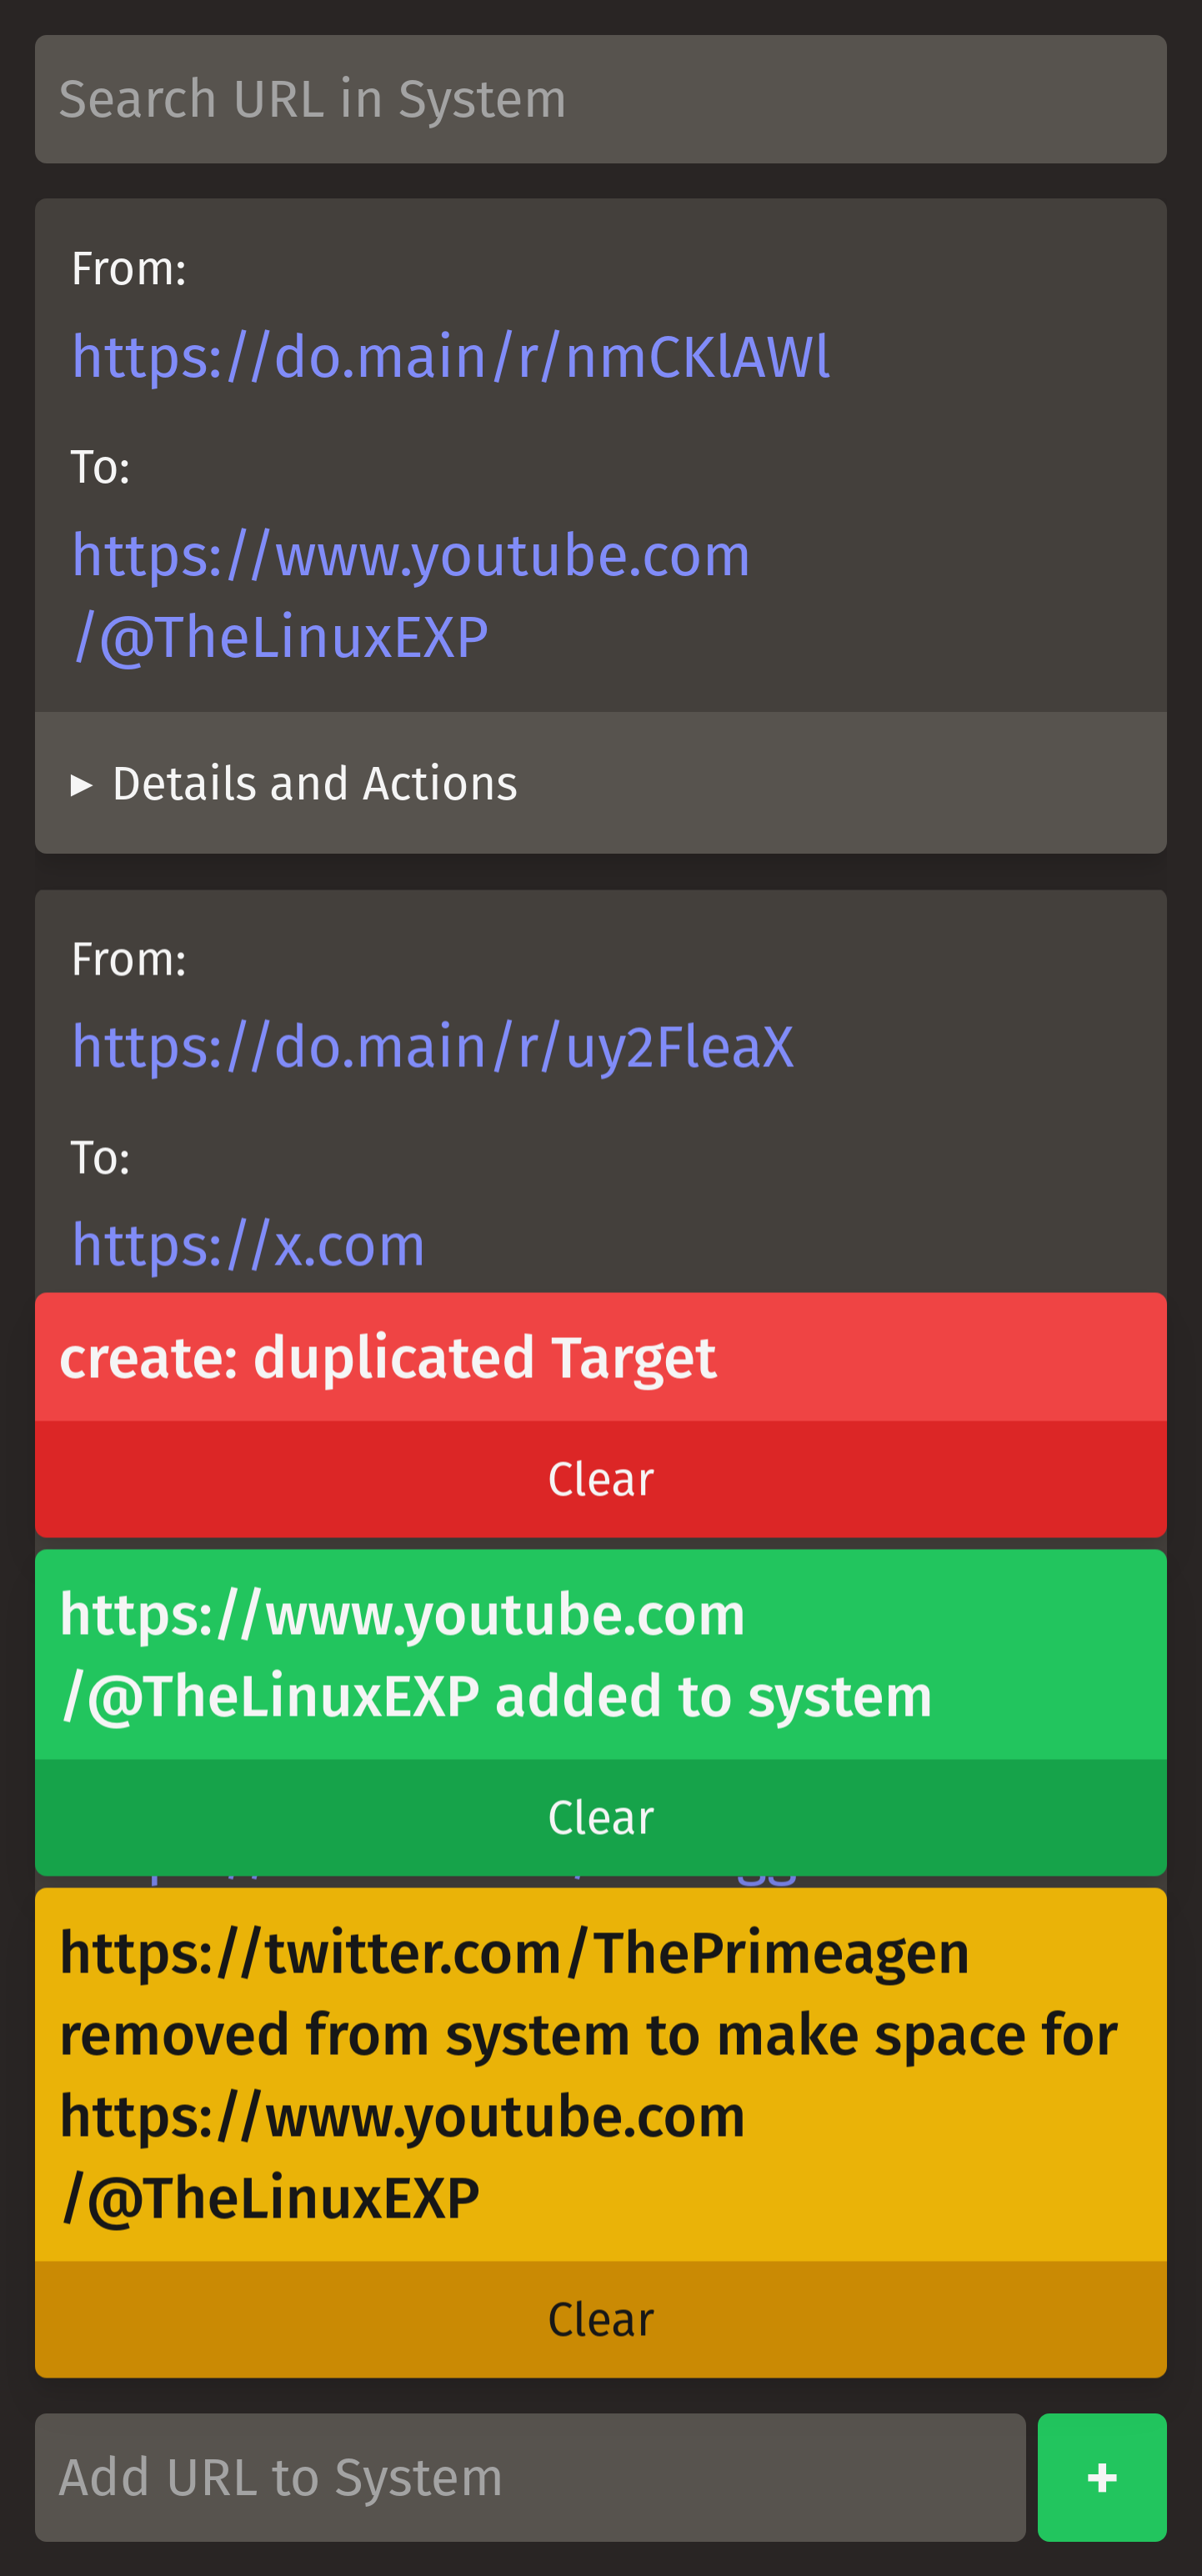 Search URL in System
From:
https://do.main/r/nmCKlAWl
To:
https://www.youtube.com
/@TheLinuxEXP
▸ Details and Actions
From:
https://do.main/r/uy2FleaX
To:
https://x.com
create: duplicated Target
Clear
https://www.youtube.com
/@TheLinuxEXP added to system
Clear
https://twitter.com/ThePrimeagen
removed from system to make space for
https://www.youtube.com
/@TheLinuxEXP
Clear
Add URL to System
+